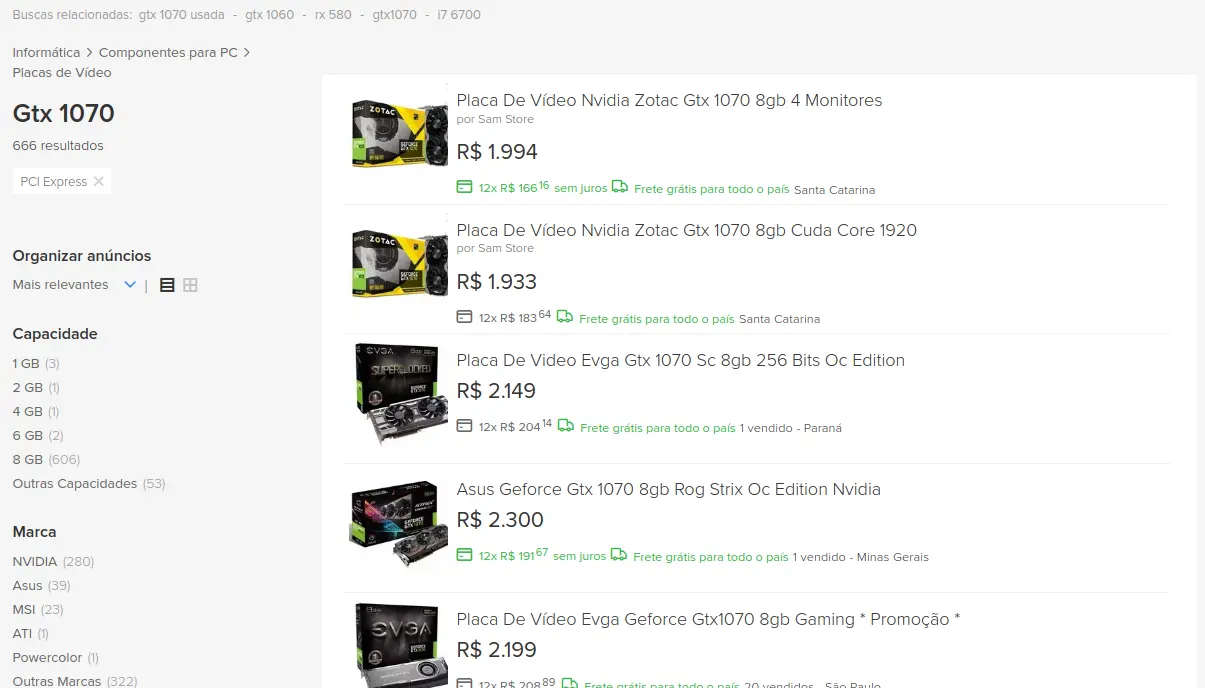 Buscas relacionadas: gtx 1070 usada - gtx 1060 - rx 580 - gtx1070 - i7 6700
Informática > Componentes para PC >
Placas de Vídeo
Gtx 1070
666 resultados
PCI Express ×
Organizar anúncios
Mais relevantes |
Capacidade
1 GB (3)
2 GB (1)
4 GB (1)
6 GB (2)
8 GB (606)
Outras Capacidades (53)
Marca
NVIDIA (280)
Asus (39)
MSI (23)
ATI (1)
Powercolor (1)
Outras Marcas (322)
ZOTAC
Placa De Vídeo Nvidia Zotac Gtx 1070 8gb 4 Monitores
por Sam Store
R$ 1.994
12x R$ 166 16 sem juros Frete grátis para todo o país Santa Catarina
ZOTAC
Placa De Vídeo Nvidia Zotac Gtx 1070 8gb Cuda Core 1920
por Sam Store
R$ 1.933
12x R$ 183 64 Frete grátis para todo o país Santa Catarina
EVGA
SUPERCLOCKED
Placa De Video Evga Gtx 1070 Sc 8gb 256 Bits Oc Edition
R$ 2.149
12x R$ 204 14 Frete grátis para todo o país 1 vendido - Paraná
Asus Geforce Gtx 1070 8gb Rog Strix Oc Edition Nvidia
R$ 2.300
12x R$ 191 67 sem juros Frete grátis para todo o país 1 vendido - Minas Gerais
EVGA
Placa De Vídeo Evga Geforce Gtx1070 8gb Gaming * Promoção *
R$ 2.199
12x R$ 208 89 Frete grátis para todo o país 20 vendidos - São Paulo